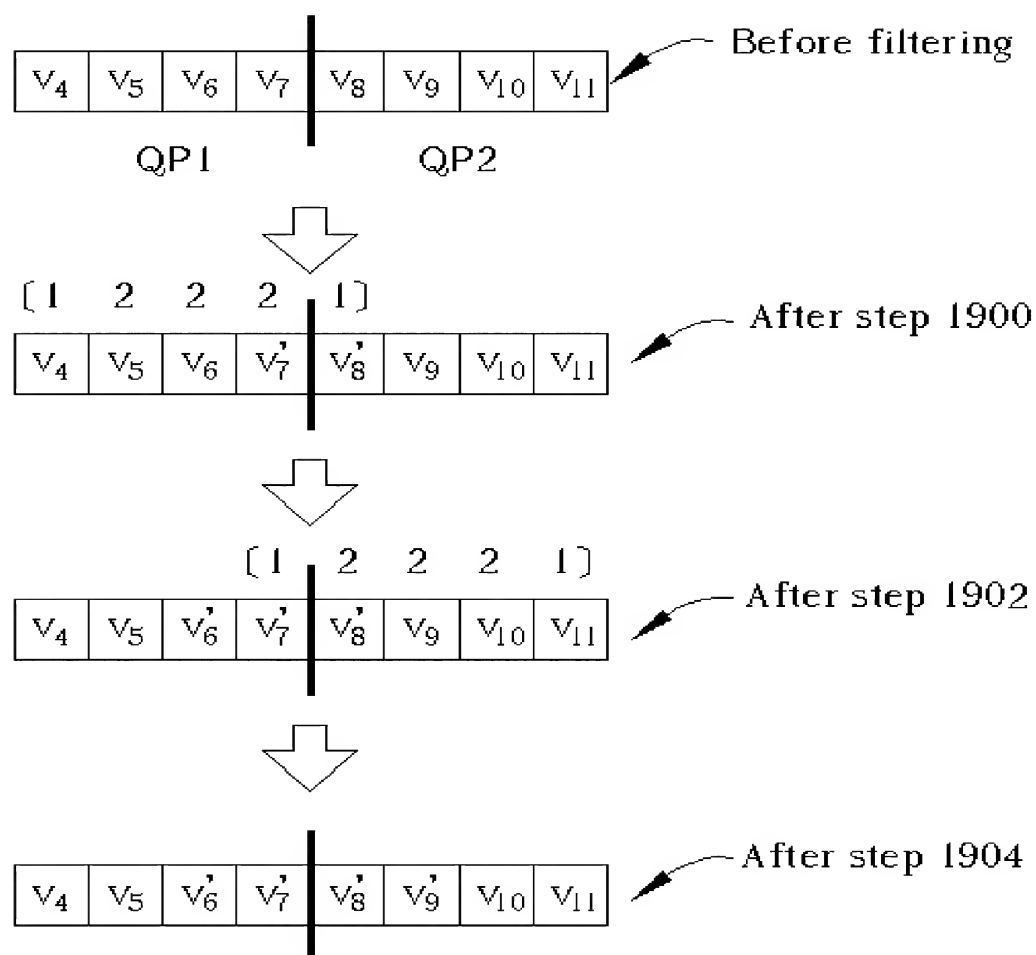 Before filtering
V4 V5 V6 V7 V8 V9 V10 V11
QP1 QP2
[1 2 2 2 1]
After step 1900
V4 V5 V6 V7' V8' V9 V10 V11
[1 2 2 2 1]
After step 1902
V4 V5 V6' V7' V8' V9 V10 V11
After step 1904
V4 V5 V6' V7' V8' V9' V10 V11